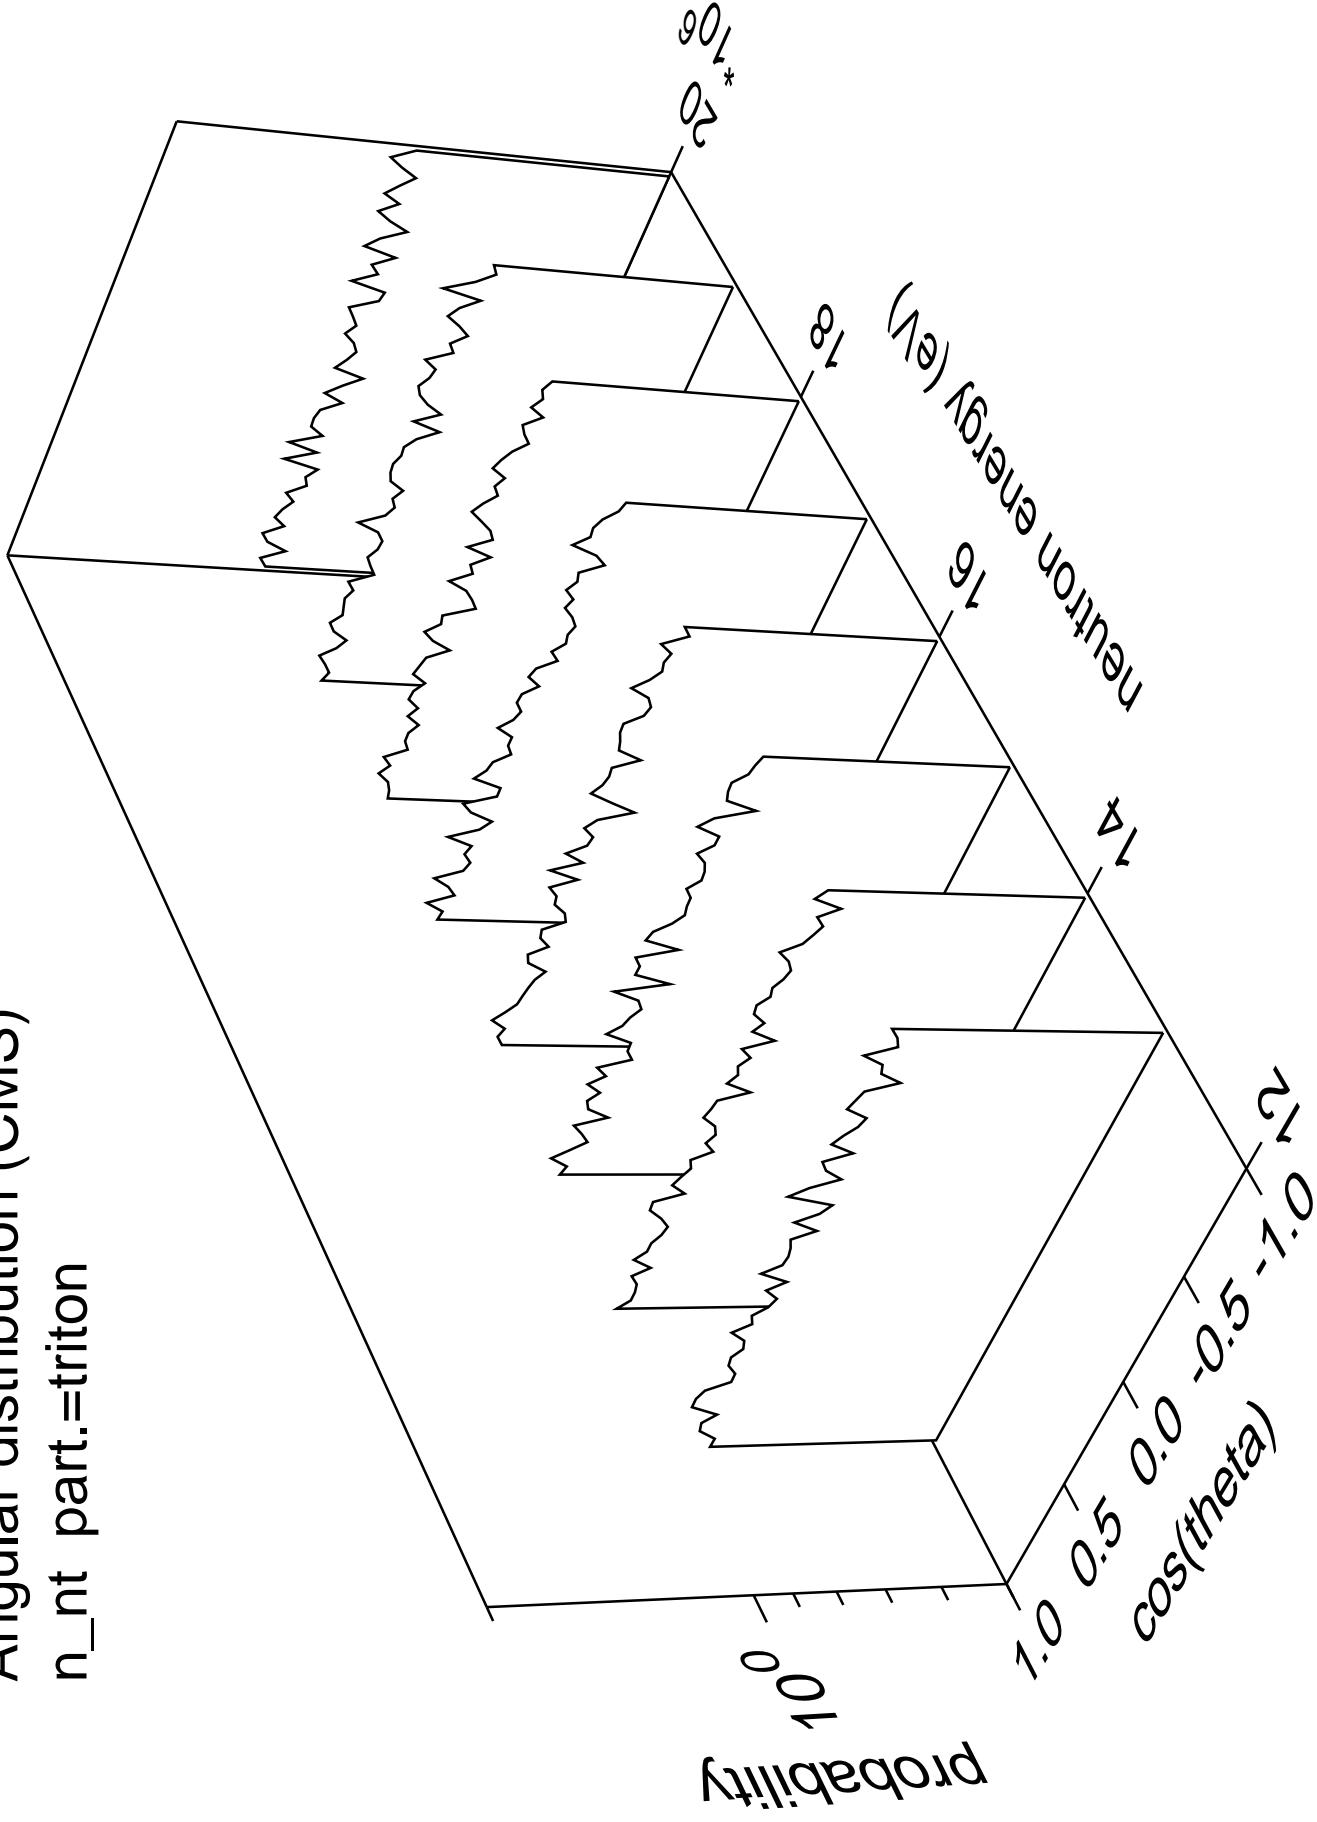 Angular distribution (CMS)
n_nt part.=triton
probability
10^0
cos(theta)
1.0 0.5 0.0 -0.5 -1.0
neutron energy (eV)
12 14 16 18 20
*10^6